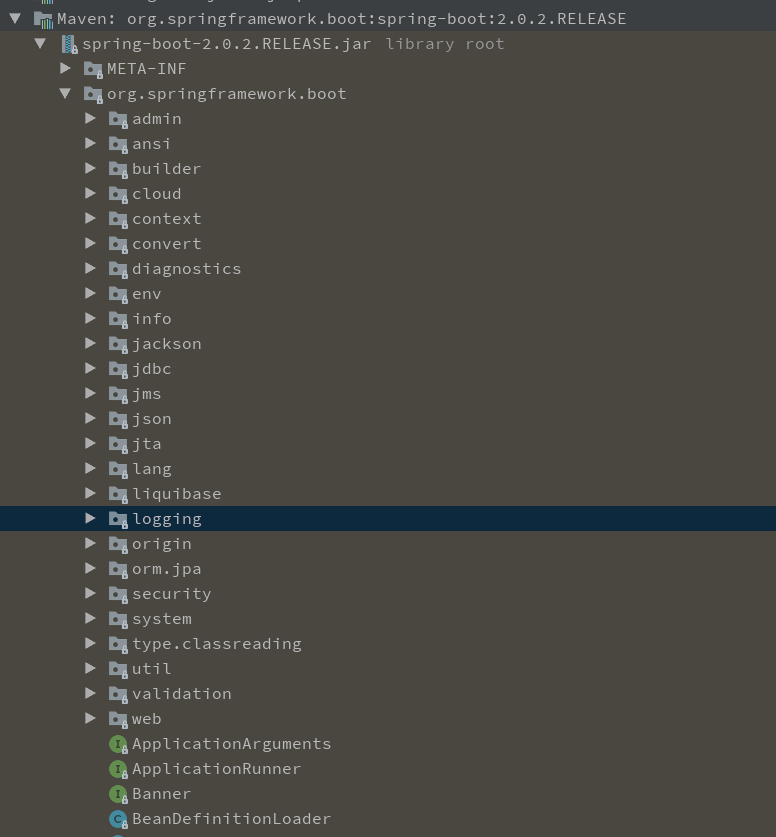 Maven: org.springframework.boot:spring-boot:2.0.2.RELEASE
spring-boot-2.0.2.RELEASE.jar library root
META-INF
org.springframework.boot
admin
ansi
builder
cloud
context
convert
diagnostics
env
info
jackson
jdbc
jms
json
jta
lang
liquibase
logging
origin
orm.jpa
security
system
type.classreading
util
validation
web
I ApplicationArguments
I ApplicationRunner
I Banner
C BeanDefinitionLoader